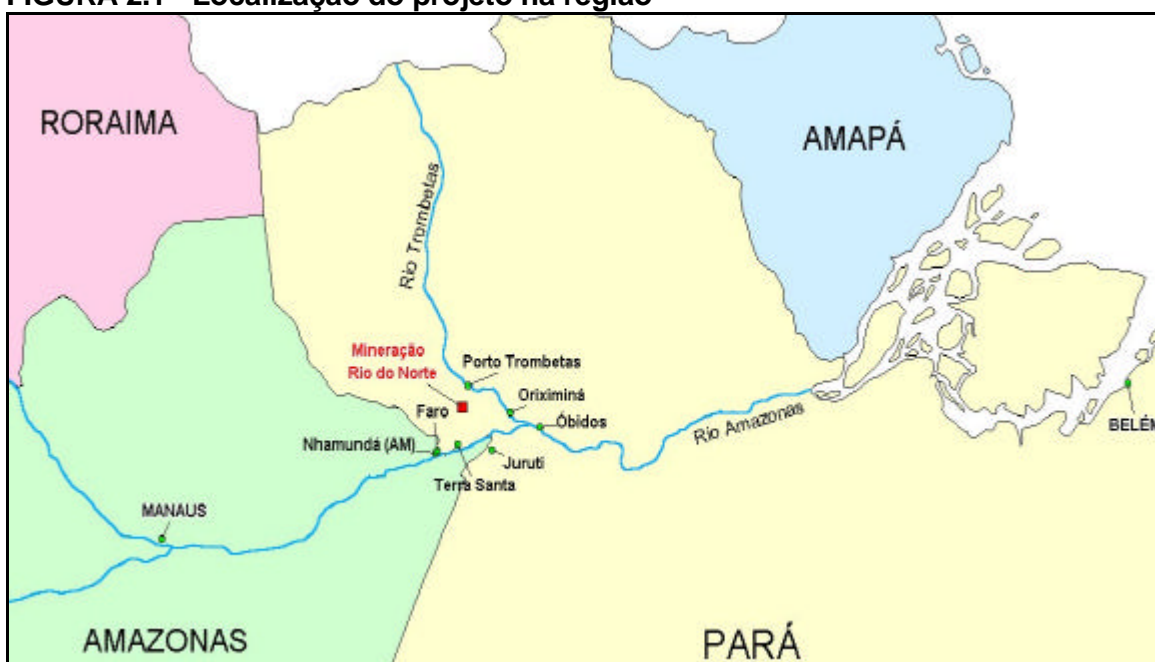 FIGURA 2.1 - Localização do projeto na região
RORAIMA
AMAPÁ
Rio Trombetas
Mineração
Rio do Norte
Porto Trombetas
Faro
Oriximiná
Óbidos
Rio Amazonas
BELÉM
Nhamundá (AM)
Juruti
Terra Santa
MANAUS
AMAZONAS
PARÁ